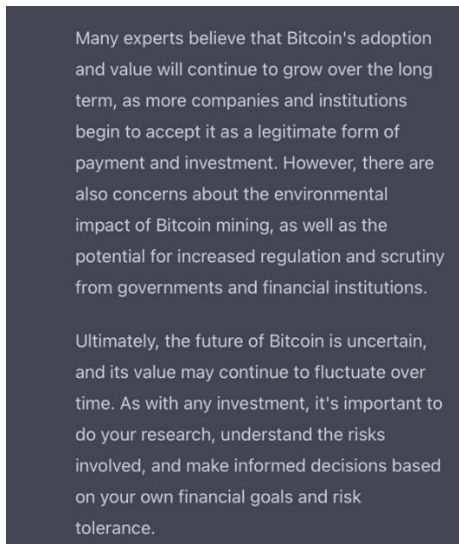 Many experts believe that Bitcoin's adoption
and value will continue to grow over the long
term, as more companies and institutions
begin to accept it as a legitimate form of
payment and investment. However, there are
also concerns about the environmental
impact of Bitcoin mining, as well as the
potential for increased regulation and scrutiny
from governments and financial institutions.
Ultimately, the future of Bitcoin is uncertain,
and its value may continue to fluctuate over
time. As with any investment, it's important to
do your research, understand the risks
involved, and make informed decisions based
on your own financial goals and risk
tolerance.